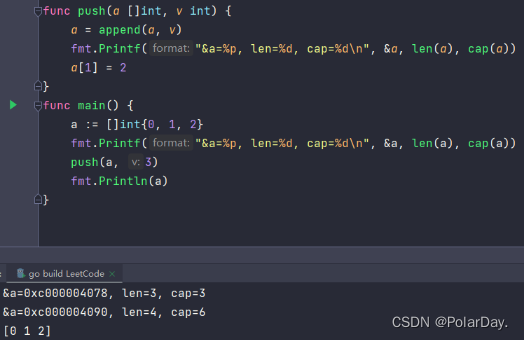 func push(a []int, v int) {
    a = append(a, v)
    fmt.Printf( format: "&a=%p, len=%d, cap=%d\n", &a, len(a), cap(a))
    a[1] = 2
}
func main() {
    a := []int{0, 1, 2}
    fmt.Printf( format: "&a=%p, len=%d, cap=%d\n", &a, len(a), cap(a))
    push(a, v: 3)
    fmt.Println(a)
}
go build LeetCode ×
&a=0xc000004078, len=3, cap=3
&a=0xc000004090, len=4, cap=6
[0 1 2]
CSDN @PolarDay.